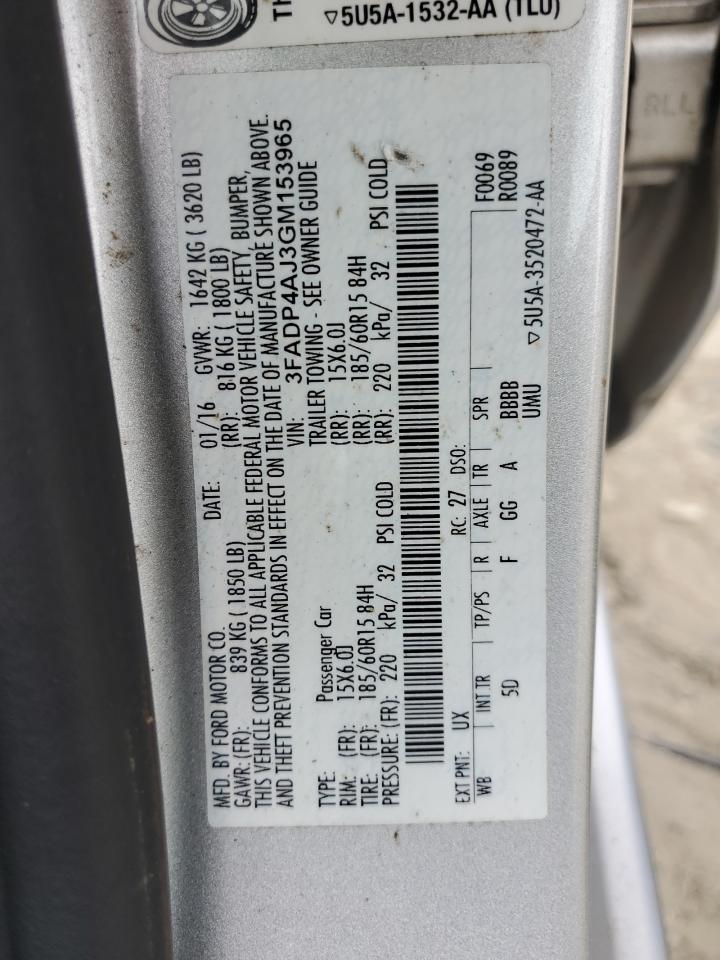 TH
▽5U5A-1532-AA (TLU)
MFD. BY FORD MOTOR CO. DATE: 01/16 GVWR: 1642 KG ( 3620 LB)
GAWR: (FR): 839 KG ( 1850 LB) (RR): 816 KG ( 1800 LB)
THIS VEHICLE CONFORMS TO ALL APPLICABLE FEDERAL MOTOR VEHICLE SAFETY, BUMPER,
AND THEFT PREVENTION STANDARDS IN EFFECT ON THE DATE OF MANUFACTURE SHOWN ABOVE.
VIN: 3FADP4AJ3GM153965
TYPE: Passenger Car TRAILER TOWING - SEE OWNER GUIDE
RIM: (FR): 15X6.0J (RR): 15X6.0J
TIRE: (FR): 185/60R15 84H (RR): 185/60R15 84H
PRESSURE: (FR): 220 kPa/ 32 PSI COLD (RR): 220 kPa/ 32 PSI COLD
EXT PNT: UX RC: 27 DSO: F0069
WB INT TR TP/PS R AXLE TR SPR R0089
5D F GG A BBBB
UMU
▽5U5A-3520472-AA
RLL